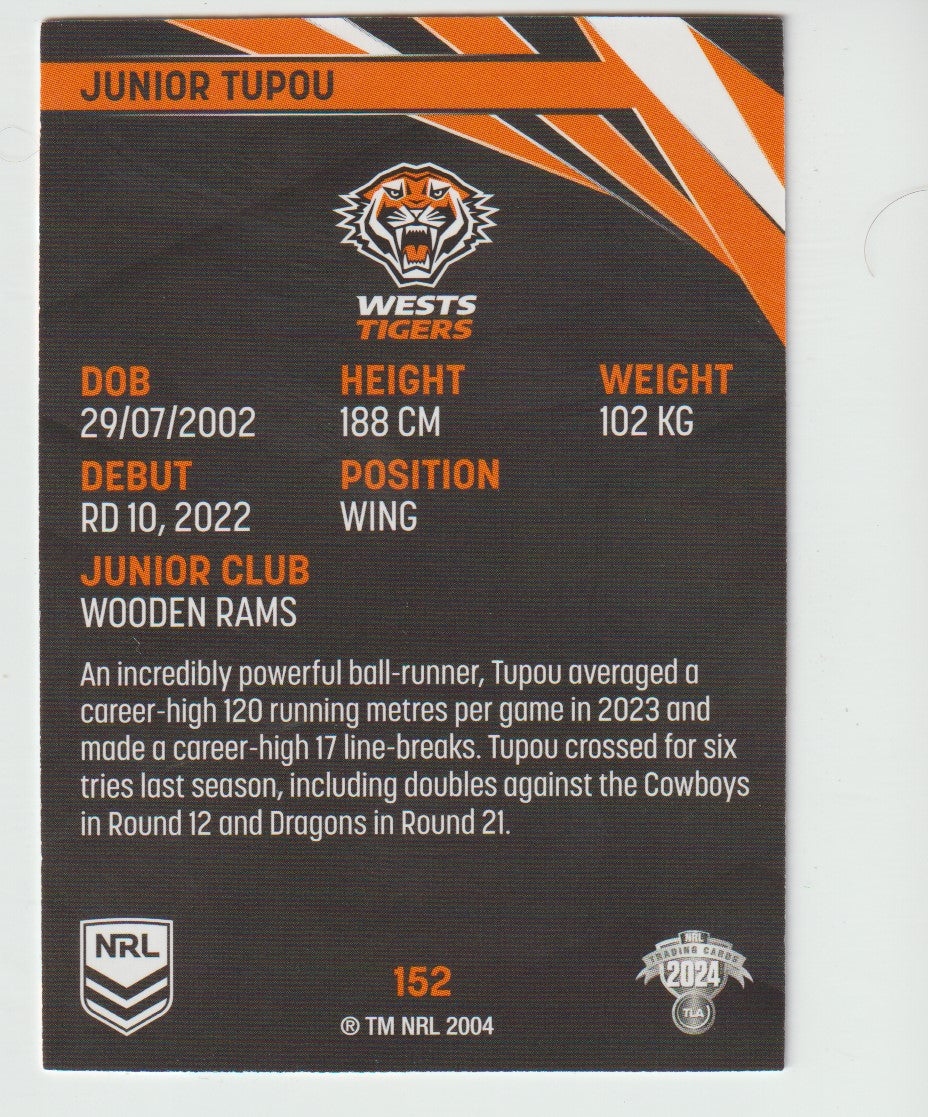 JUNIOR TUPOU
WESTS
TIGERS
DOB HEIGHT WEIGHT
29/07/2002 188 CM 102 KG
DEBUT POSITION
RD 10, 2022 WING
JUNIOR CLUB
WOODEN RAMS
An incredibly powerful ball-runner, Tupou averaged a
career-high 120 running metres per game in 2023 and
made a career-high 17 line-breaks. Tupou crossed for six
tries last season, including doubles against the Cowboys
in Round 12 and Dragons in Round 21.
NRL
152
® TM NRL 2004
NRL
TRADING CARDS
2024
TLA